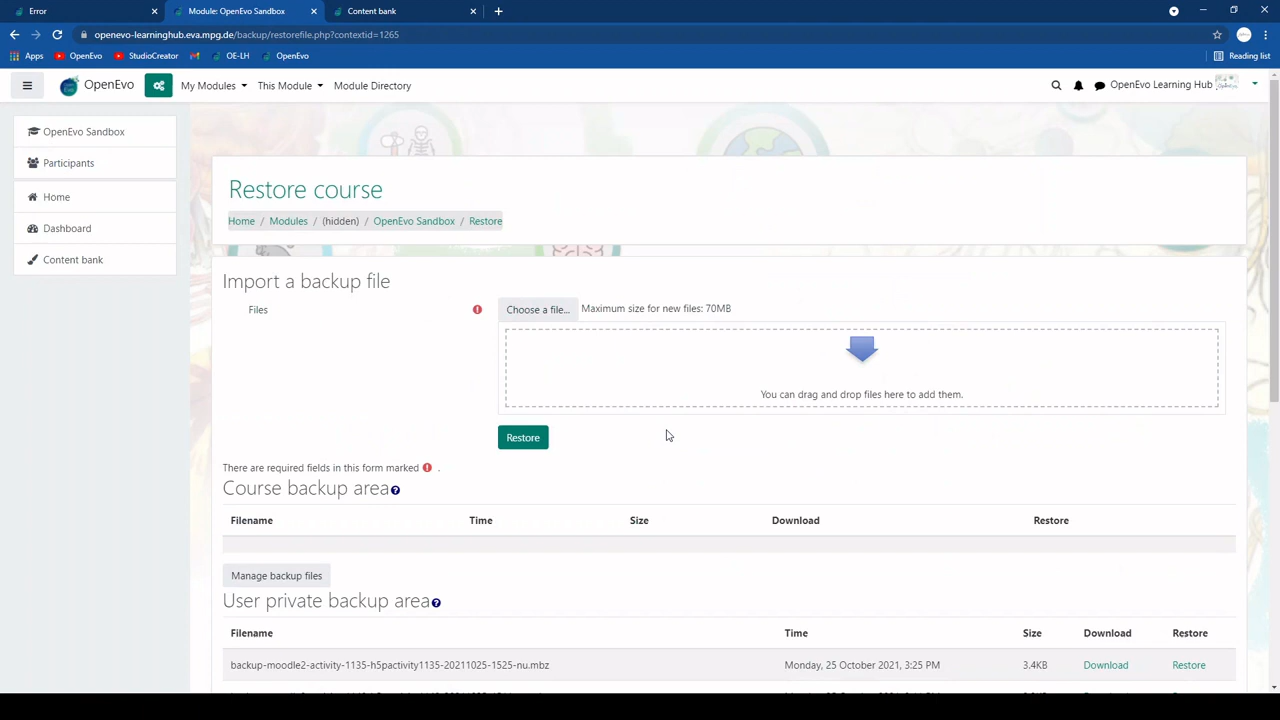 Error
Module: OpenEvo Sandbox
Content bank
openevo-learninghub.eva.mpg.de/backup/restorefile.php?contextid=1265
Apps
OpenEvo
StudioCreator
OE-LH
OpenEvo
Reading list
OpenEvo
My Modules
This Module
Module Directory
OpenEvo Learning Hub
OpenEvo Sandbox
Participants
Home
Dashboard
Content bank
Restore course
Home / Modules / (hidden) / OpenEvo Sandbox / Restore
Import a backup file
Files
Choose a file...
Maximum size for new files: 70MB
You can drag and drop files here to add them.
Restore
There are required fields in this form marked .
Course backup area
Filename Time Size Download Restore
Manage backup files
User private backup area
Filename Time Size Download Restore
backup-moodle2-activity-1135-h5pactivity1135-20211025-1525-nu.mbz Monday, 25 October 2021, 3:25 PM 3.4KB Download Restore